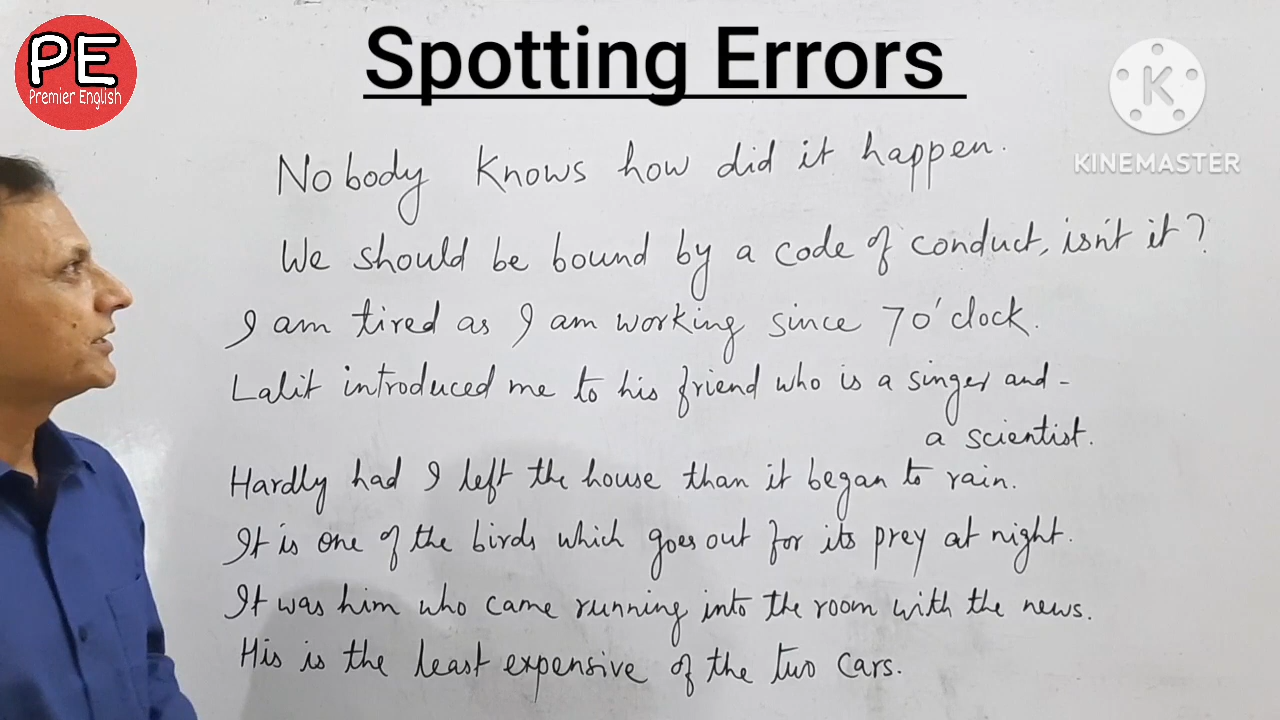 PE
Premier English
Spotting Errors
K
KINEMASTER
Nobody knows how did it happen.
We should be bound by a code of conduct, isn't it?
I am tired as I am working since 7 o'clock.
Lalit introduced me to his friend who is a singer and -
a scientist.
Hardly had I left the house than it began to rain.
It is one of the birds which goes out for its prey at night.
It was him who came running into the room with the news.
His is the least expensive of the two cars.